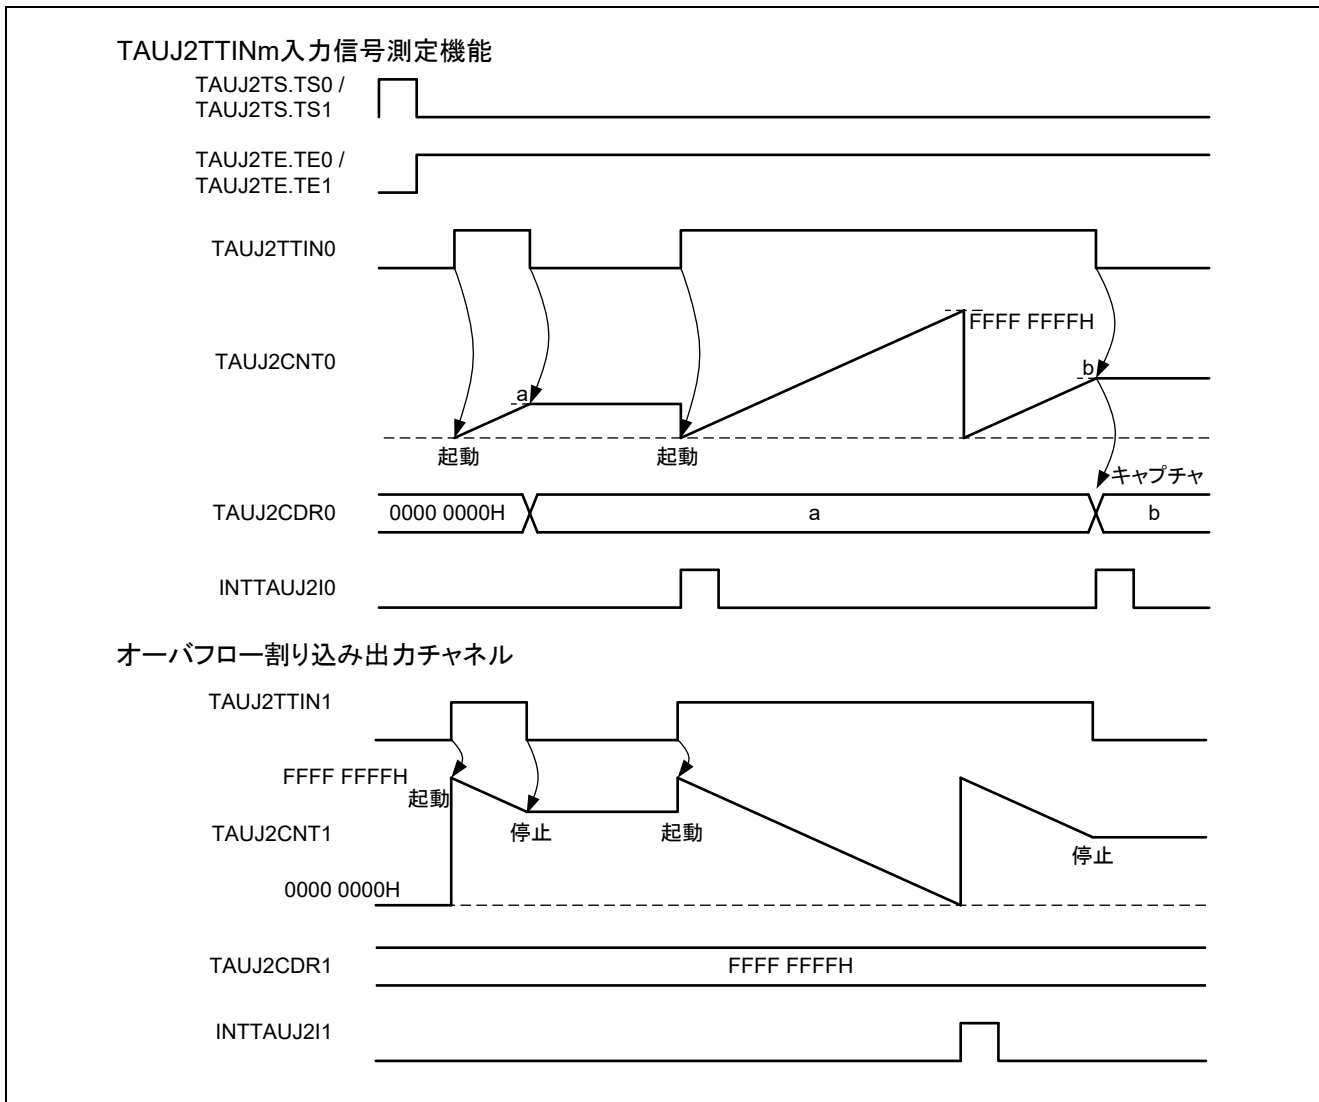 TAUJ2TTINm入力信号測定機能
TAUJ2TS.TS0 /
TAUJ2TS.TS1
TAUJ2TE.TE0 /
TAUJ2TE.TE1
TAUJ2TTIN0
FFFF FFFFH
TAUJ2CNT0
a
b
起動
起動
キャプチャ
TAUJ2CDR0
0000 0000H
a
b
INTTAUJ2I0
オーバフロー割り込み出力チャネル
TAUJ2TTIN1
FFFF FFFFH
起動
TAUJ2CNT1
停止
起動
停止
0000 0000H
TAUJ2CDR1
FFFF FFFFH
INTTAUJ2I1